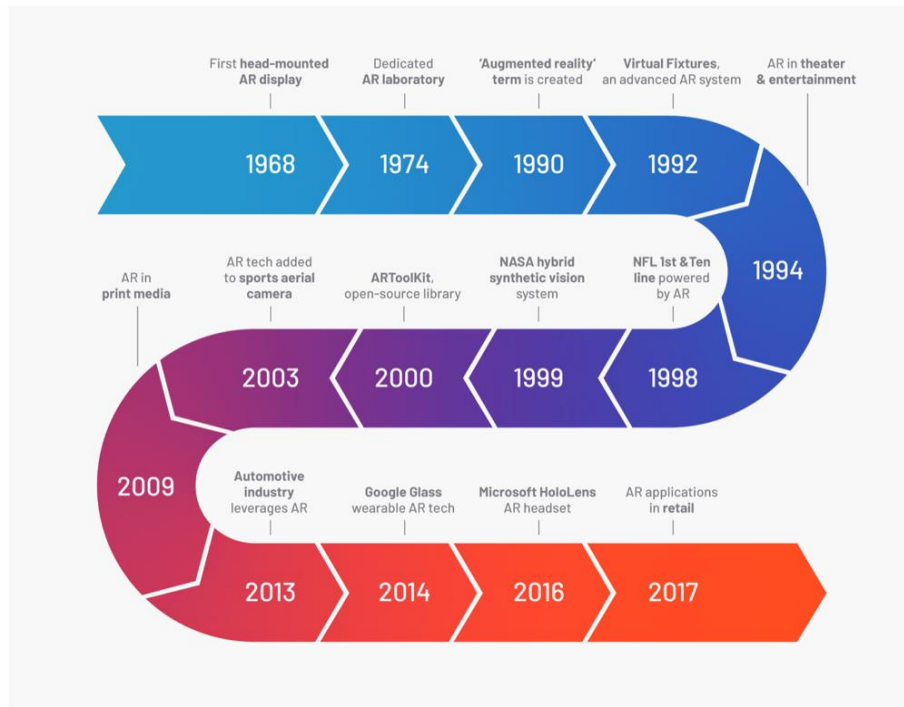 First head-mounted
AR display
Dedicated
AR laboratory
‘Augmented reality’
term is created
Virtual Fixtures,
an advanced AR system
AR in theater
& entertainment
1968
1974
1990
1992
1994
NFL 1st &Ten
line powered
by AR
NASA hybrid
synthetic vision
system
ARToolKit,
open-source library
AR tech added
to sports aerial
camera
AR in
print media
1998
1999
2000
2003
2009
Automotive
industry
leverages AR
Google Glass
wearable AR tech
Microsoft HoloLens
AR headset
AR applications
in retail
2013
2014
2016
2017